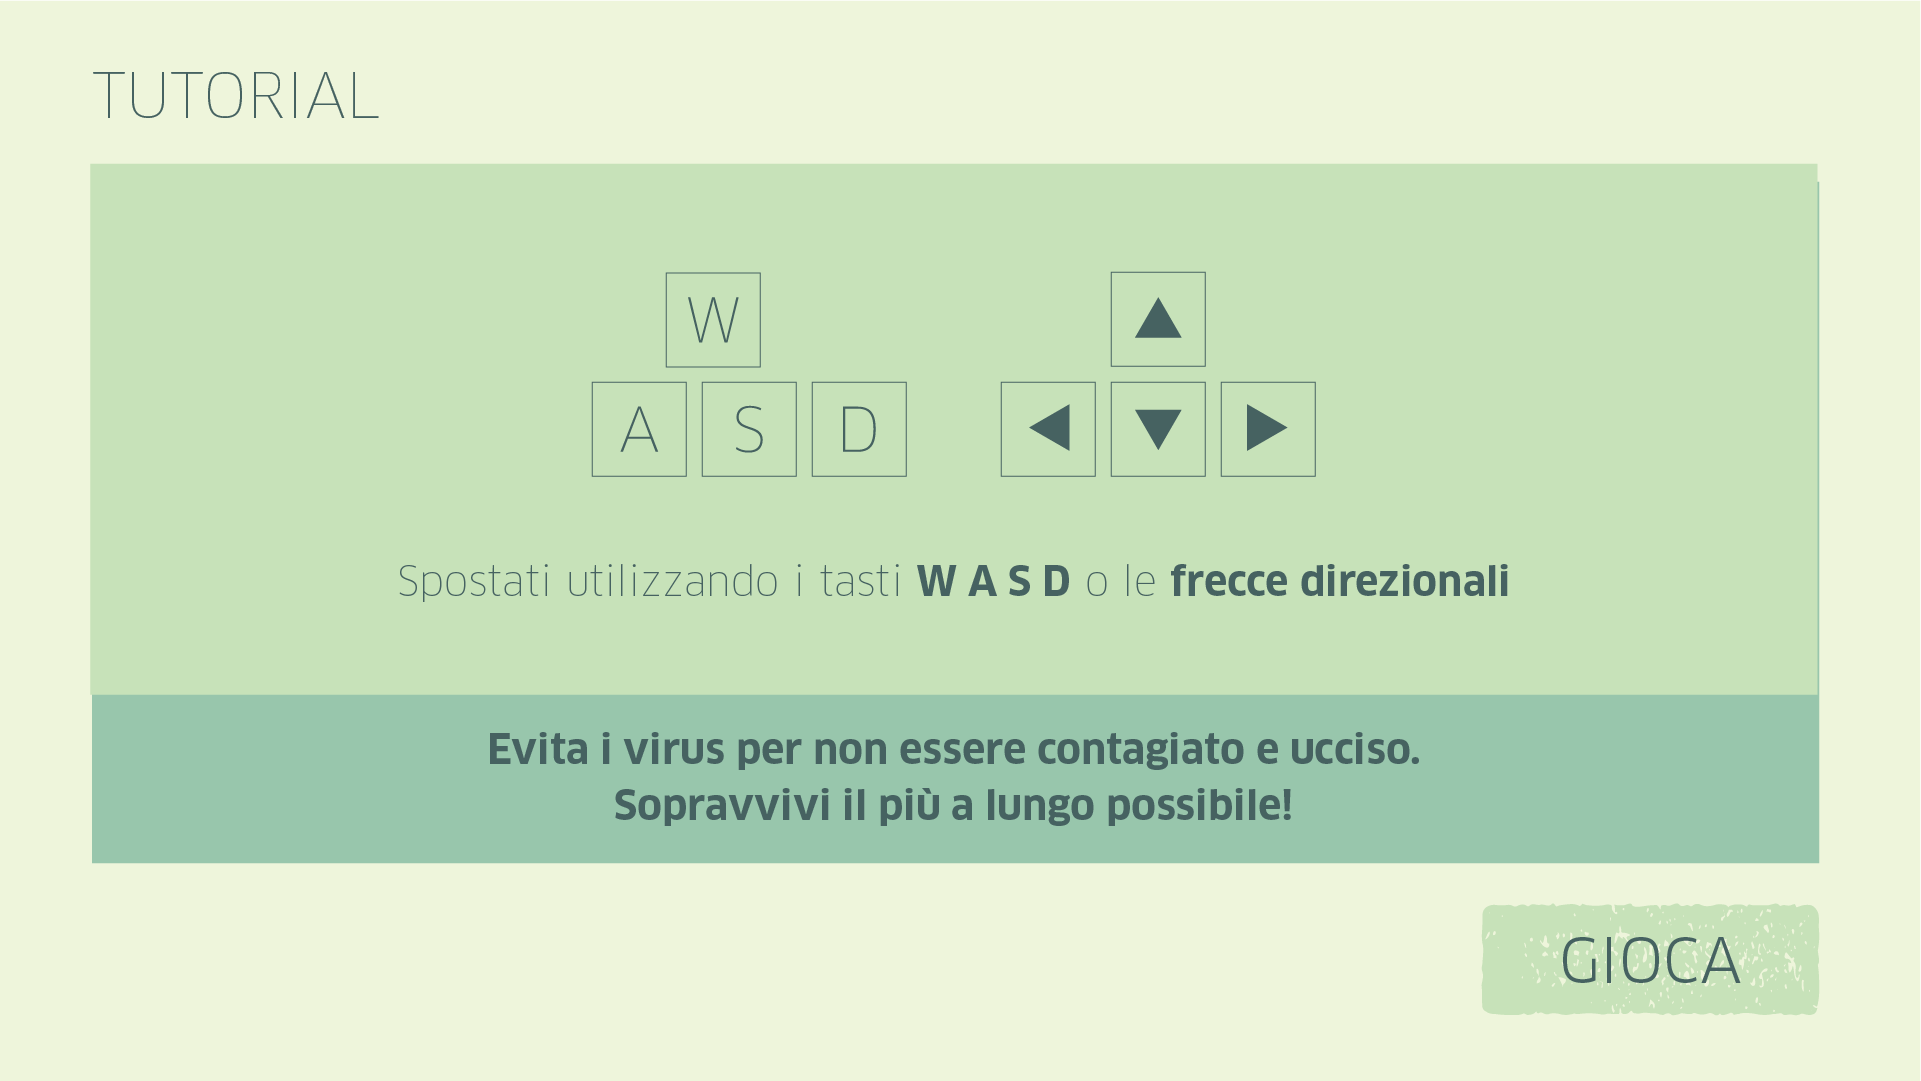 TUTORIAL
W
A S D
Spostati utilizzando i tasti W A S D o le frecce direzionali
Evita i virus per non essere contagiato e ucciso.
Sopravvivi il più a lungo possibile!
GIOCA